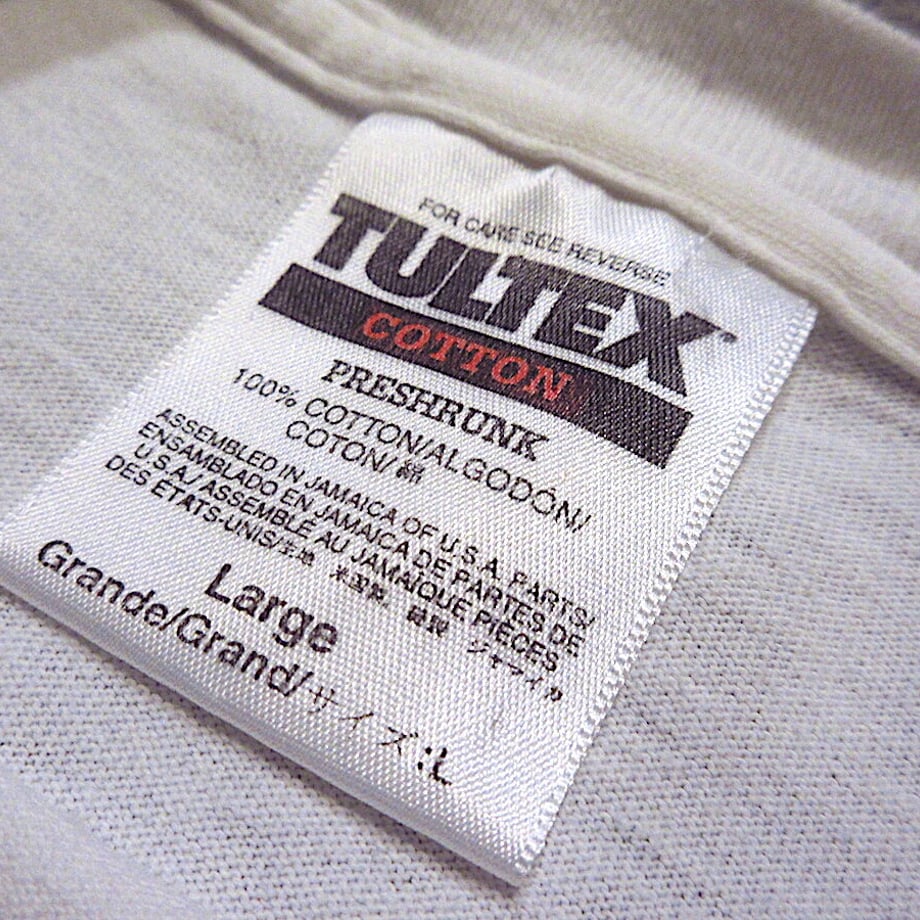 FOR CARE SEE REVERSE
TULTEX™
COTTON
PRESHRUNK
100% COTTON/ALGODÓN/
COTON/綿
ASSEMBLED IN JAMAICA OF U.S.A. PARTS/
ENSAMBLADO EN JAMAICA DE PARTES DE
U.S.A./ASSEMBLÉ AU JAMAÏQUE PIÈCES
DES ETATS-UNIS/生地 米国製 縫製 ジャマイカ
Large
Grande/Grand/サイズ:L